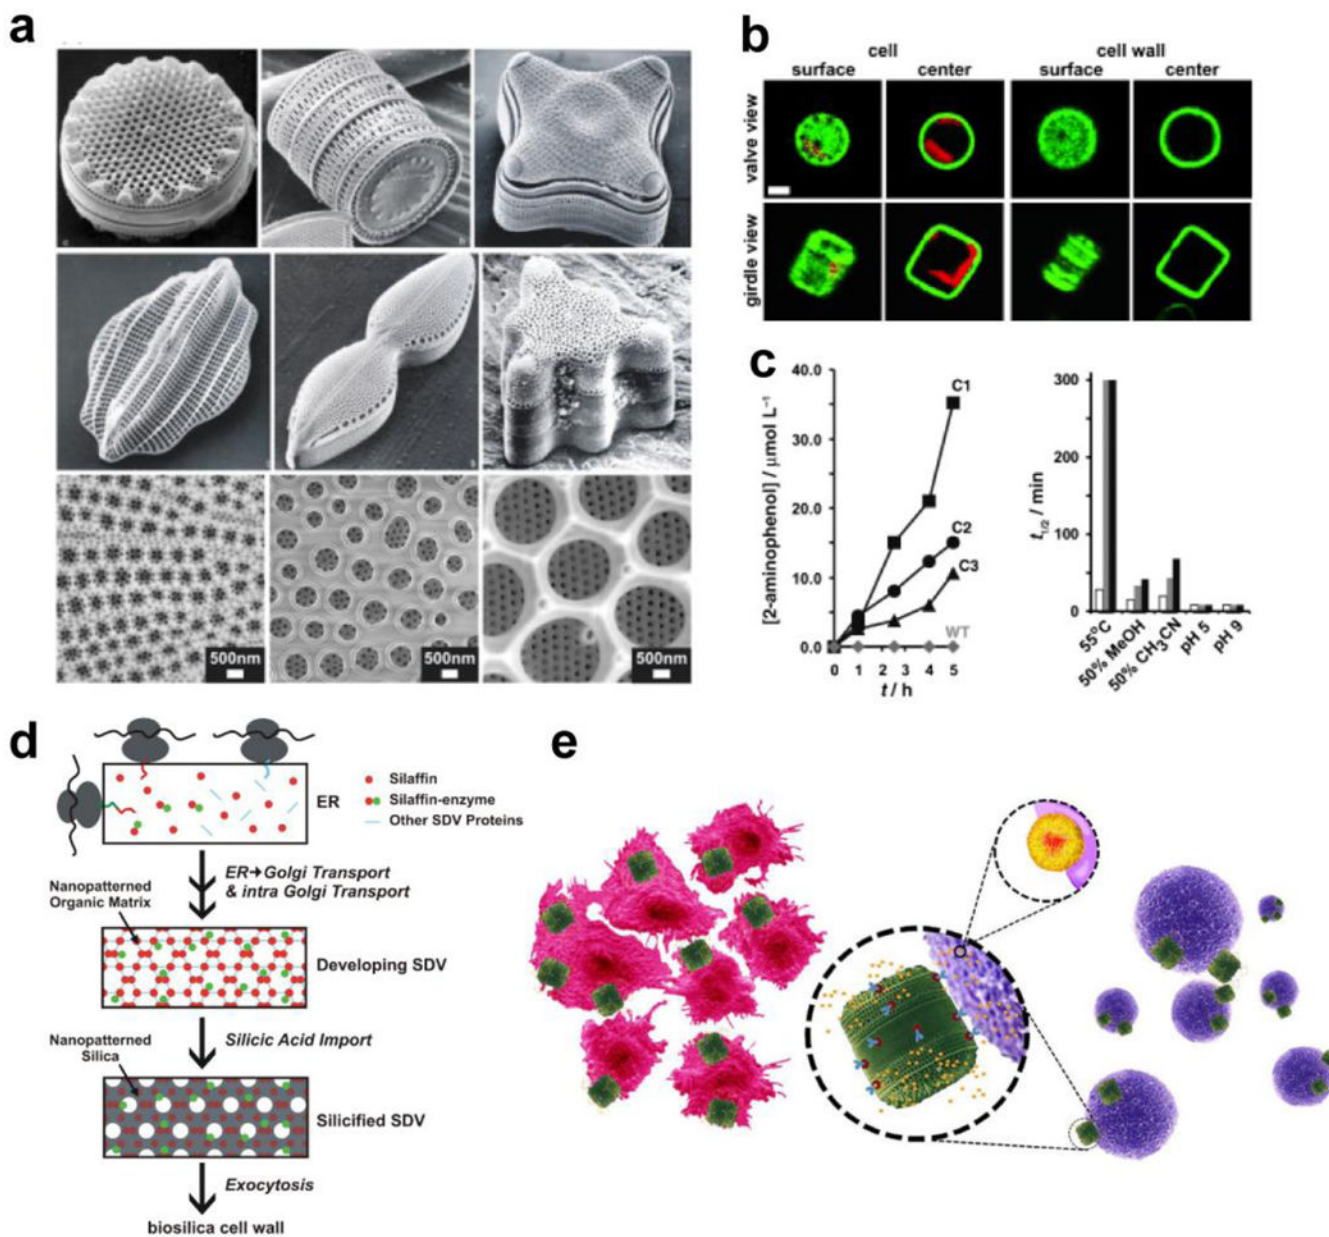 a
500nm
500nm
500nm
b
cell
cell wall
surface
center
surface
center
valve view
girdle view
c
40.0
30.0
20.0
10.0
0.0
[2-aminophenol] / μmol L⁻¹
C1
C2
C3
WT
0 1 2 3 4 5
t / h
300
200
100
0
t1/2 / min
55°C
50% MeOH
50% CH3CN
pH 5
pH 9
d
ER
Silaffin
Silaffin-enzyme
Other SDV Proteins
ER→Golgi Transport
& intra Golgi Transport
Nanopatterned
Organic Matrix
Developing SDV
Silicic Acid Import
Nanopatterned
Silica
Silicified SDV
Exocytosis
biosilica cell wall
e